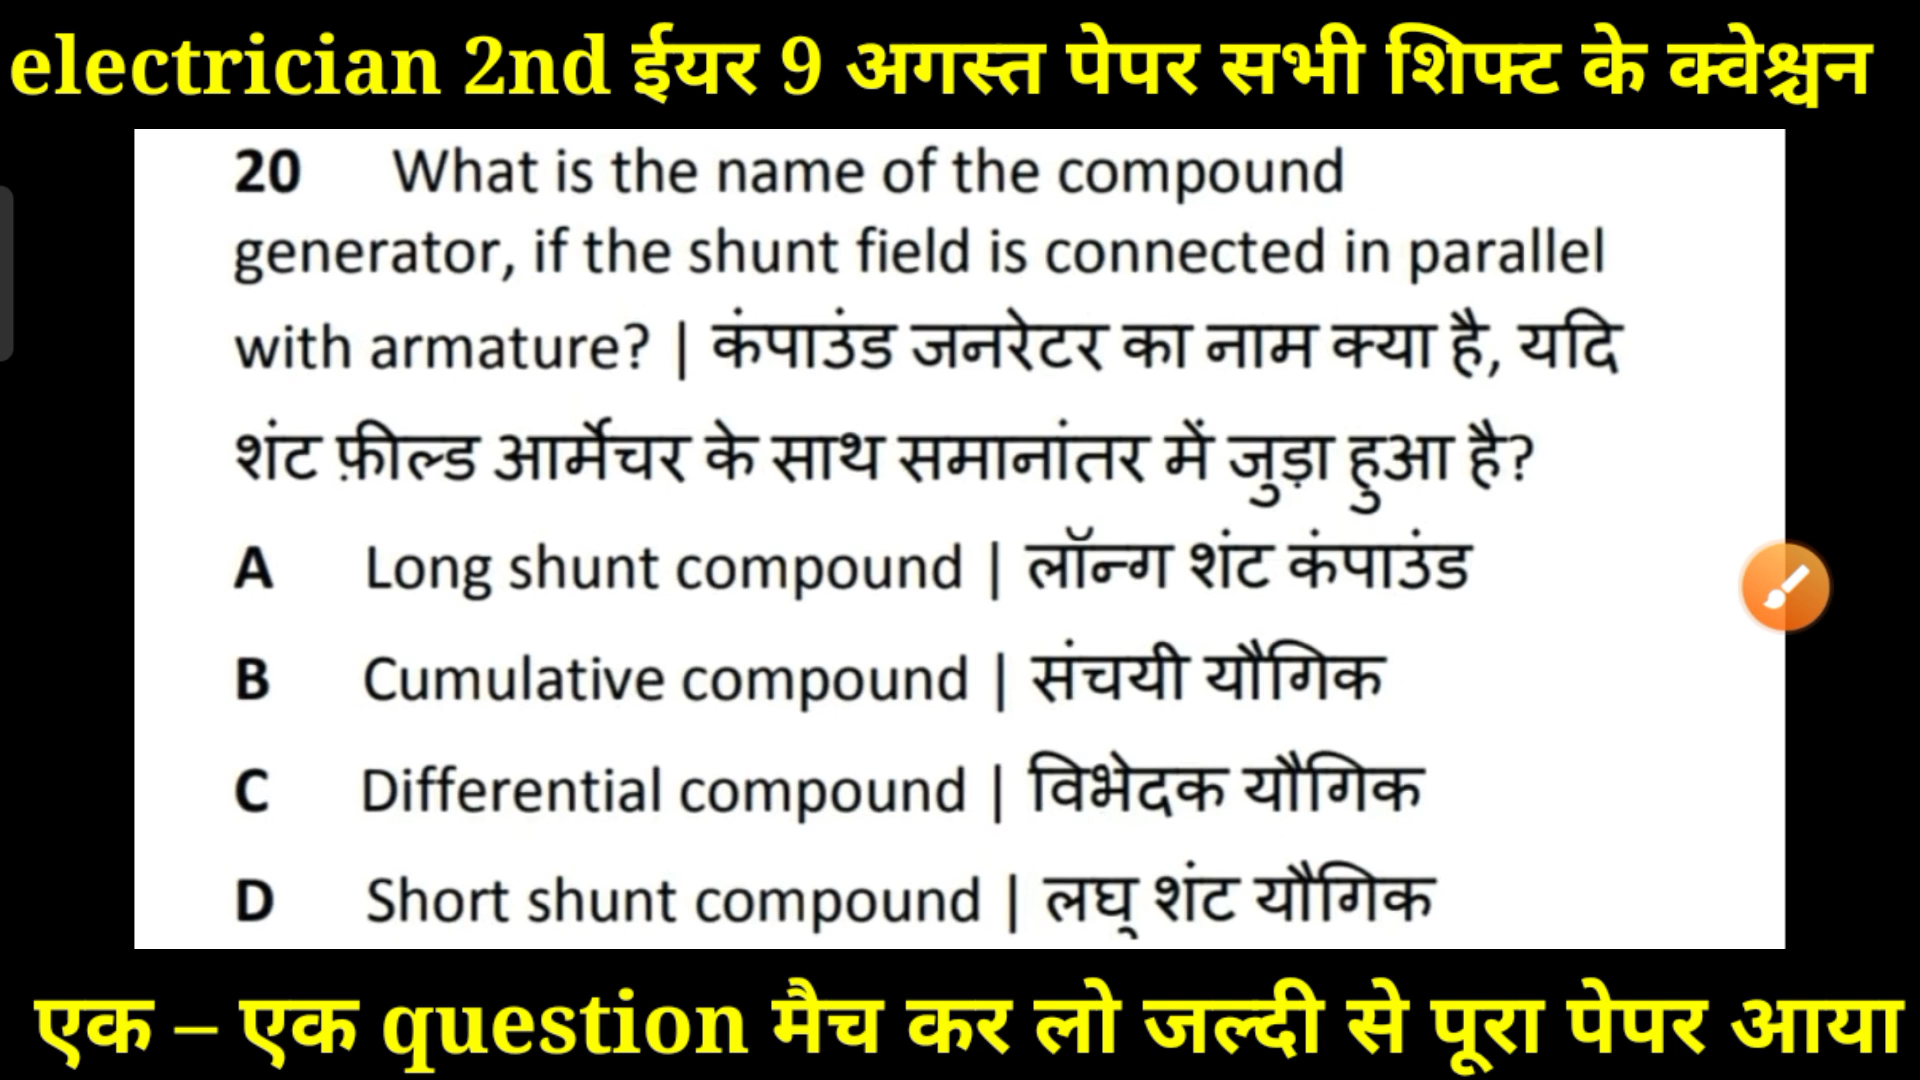 electrician 2nd ईयर 9 अगस्त पेपर सभी शिफ्ट के क्वेश्चन
20 What is the name of the compound
generator, if the shunt field is connected in parallel
with armature? | कंपाउंड जनरेटर का नाम क्या है, यदि
शंट फ़ील्ड आर्मेचर के साथ समानांतर में जुड़ा हुआ है?
A Long shunt compound | लॉन्ग शंट कंपाउंड
B Cumulative compound | संचयी यौगिक
C Differential compound | विभेदक यौगिक
D Short shunt compound | लघु शंट यौगिक
एक – एक question मैच कर लो जल्दी से पूरा पेपर आया